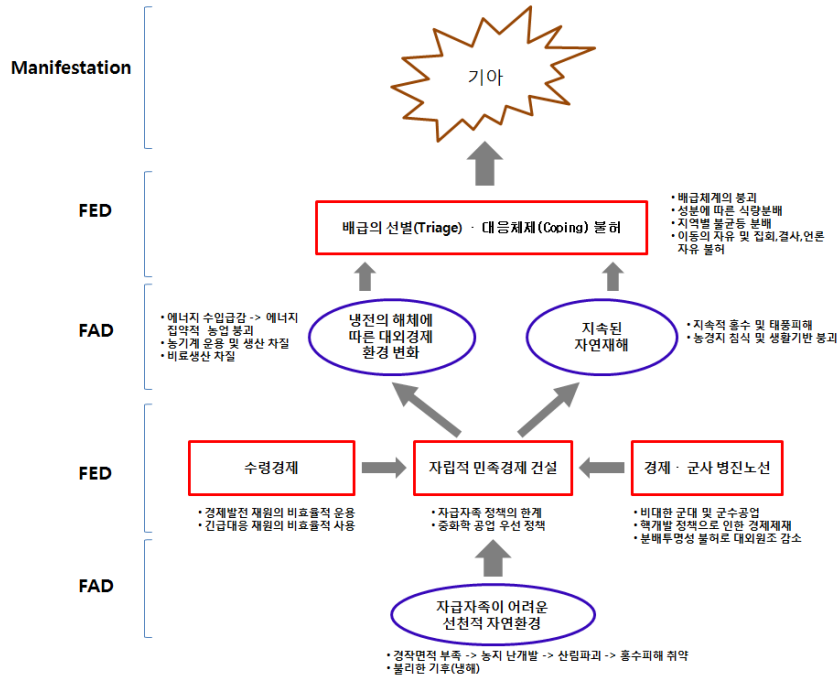 Manifestation
기아
FED
배급의 선별(Triage) · 대응체제(Coping) 불허
• 배급체계의 붕괴
• 성분에 따른 식량분배
• 지역별 불균등 분배
• 이동의 자유 및 집회,결사,언론
자유 불허
FAD
• 에너지 수입급감 -> 에너지
집약적 농업 붕괴
• 농기계 운용 및 생산 차질
• 비료생산 차질
냉전의 해체에
따른 대외경제
환경 변화
지속된
자연재해
• 지속적 홍수 및 태풍피해
• 농경지 침식 및 생활기반 붕괴
FED
수령경제
자립적 민족경제 건설
경제 · 군사 병진노선
• 경제발전 재원의 비효율적 운용
• 긴급대응 재원의 비효율적 사용
• 자급자족 정책의 한계
• 중화학 공업 우선 정책
• 비대한 군대 및 군수공업
• 핵개발 정책으로 인한 경제제재
• 분배투명성 불허로 대외원조 감소
FAD
자급자족이 어려운
선천적 자연환경
• 경작면적 부족 -> 농지 난개발 -> 산림파괴 -> 홍수피해 취약
• 불리한 기후(냉해)